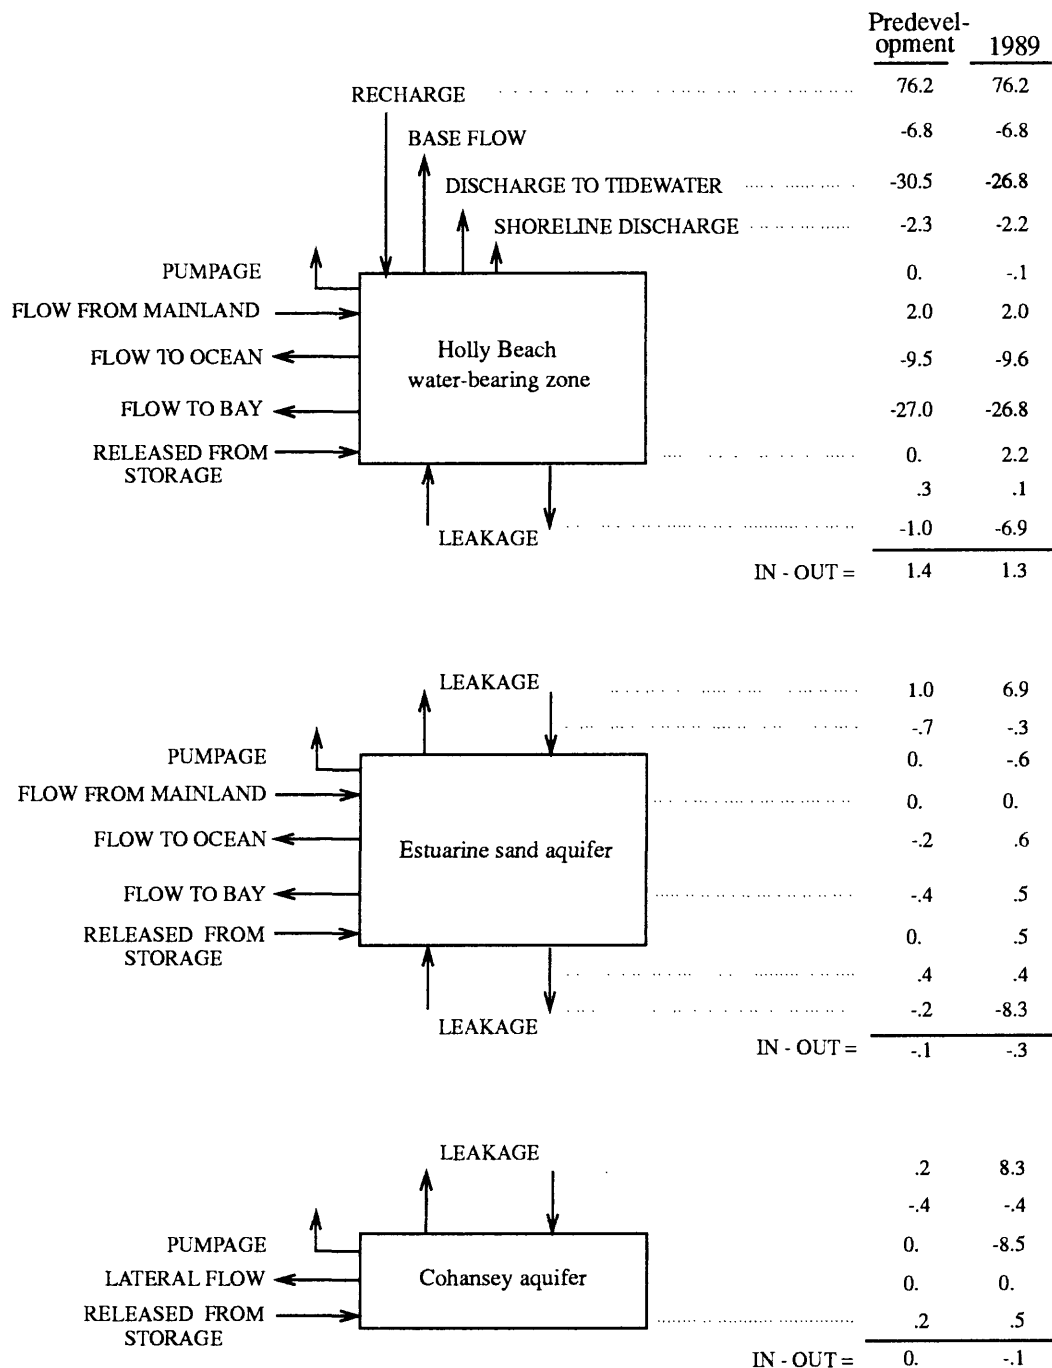 Predevel-
opment 1989
RECHARGE 76.2 76.2
BASE FLOW -6.8 -6.8
DISCHARGE TO TIDEWATER -30.5 -26.8
SHORELINE DISCHARGE -2.3 -2.2
PUMPAGE 0. -.1
FLOW FROM MAINLAND 2.0 2.0
Holly Beach
water-bearing zone
FLOW TO OCEAN -9.5 -9.6
FLOW TO BAY -27.0 -26.8
RELEASED FROM
STORAGE 0. 2.2
.3 .1
LEAKAGE -1.0 -6.9
IN - OUT = 1.4 1.3
LEAKAGE 1.0 6.9
-.7 -.3
PUMPAGE 0. -.6
FLOW FROM MAINLAND 0. 0.
FLOW TO OCEAN Estuarine sand aquifer -.2 .6
FLOW TO BAY -.4 .5
RELEASED FROM
STORAGE 0. .5
.4 .4
LEAKAGE -.2 -8.3
IN - OUT = -.1 -.3
LEAKAGE .2 8.3
-.4 -.4
PUMPAGE 0. -8.5
LATERAL FLOW Cohansey aquifer 0. 0.
RELEASED FROM
STORAGE .2 .5
IN - OUT = 0. -.1